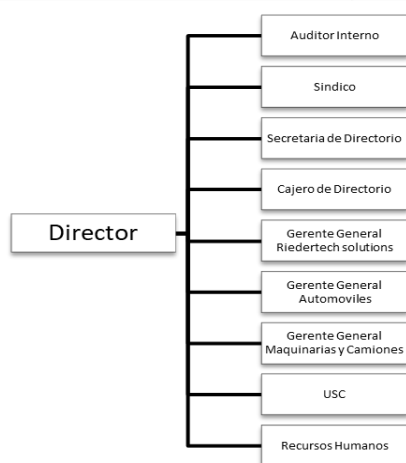 Auditor Interno
Sindico
Secretaria de Directorio
Cajero de Directorio
Director
Gerente General
Riedertech solutions
Gerente General
Automoviles
Gerente General
Maquinarias y Camiones
USC
Recursos Humanos